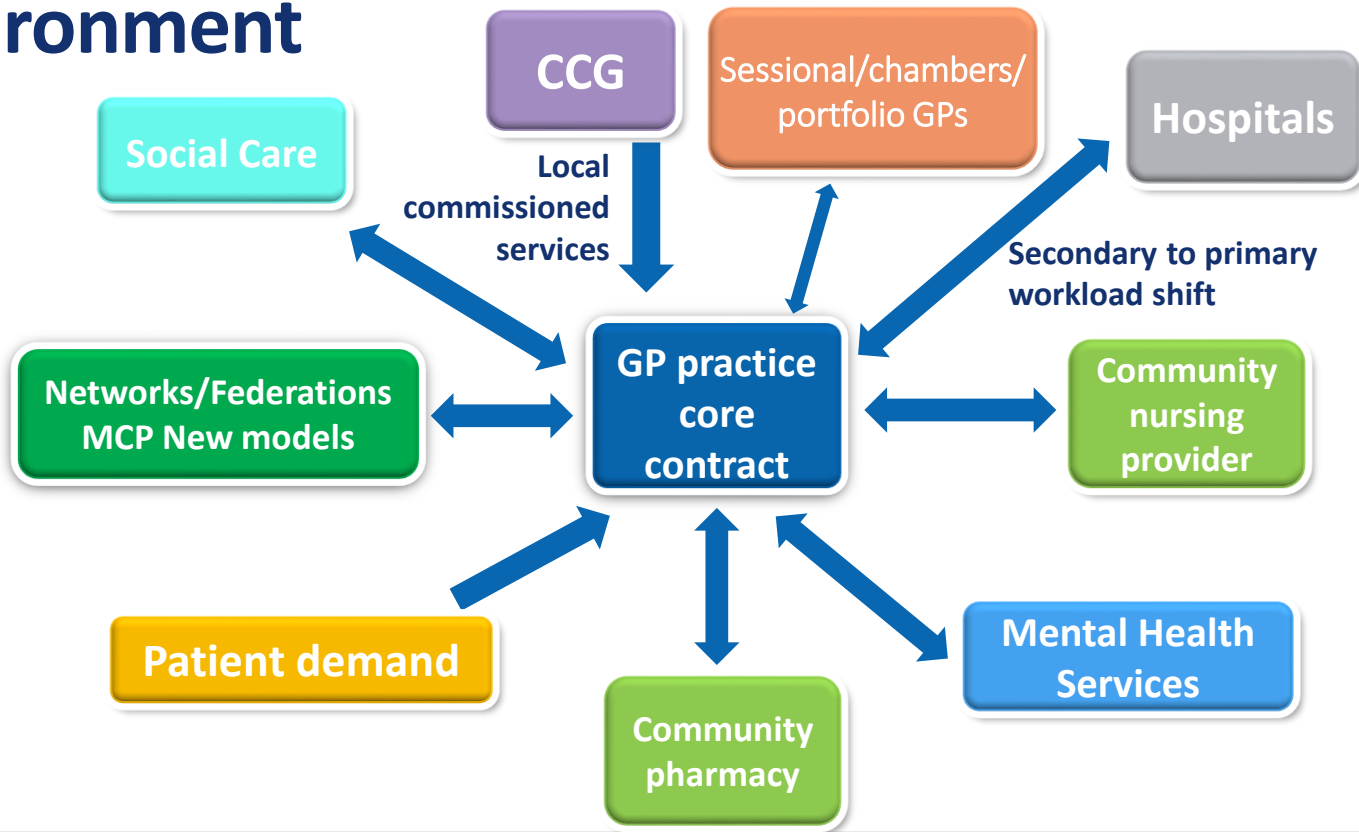 ronment
CCG
Sessional/chambers/
portfolio GPs
Hospitals
Social Care
Local
commissioned
services
Secondary to primary
workload shift
GP practice
core
contract
Networks/Federations
MCP New models
Community
nursing
provider
Patient demand
Mental Health
Services
Community
pharmacy